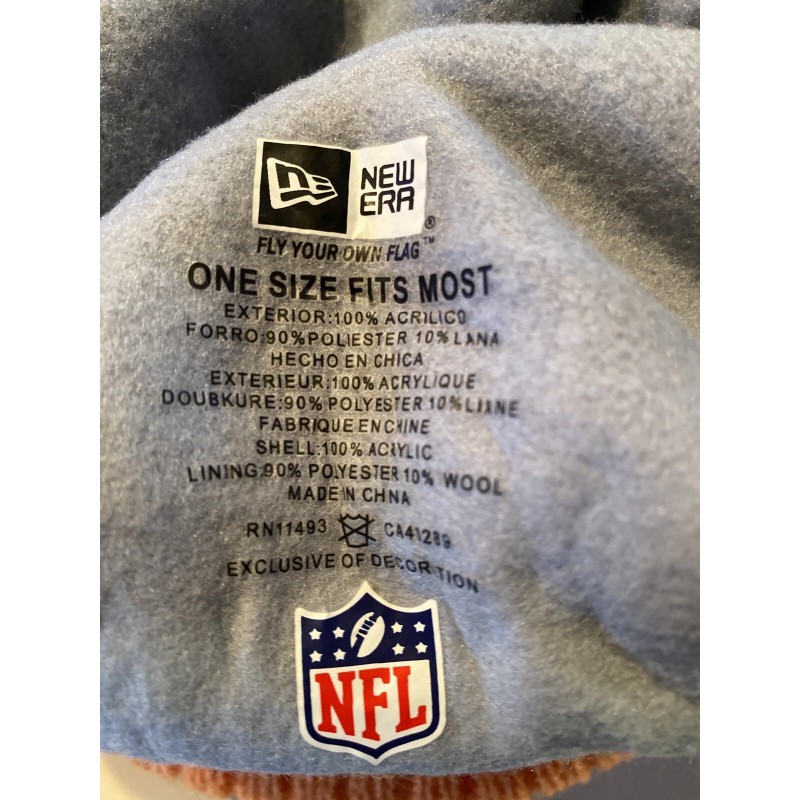 NE
NEW
ERA®
FLY YOUR OWN FLAG™
ONE SIZE FITS MOST
EXTERIOR:100% ACRILICO
FORRO:90%POLIESTER 10%LANA
HECHO EN CHICA
EXTERIEUR:100% ACRYLIQUE
DOUBKURE:90% POLYESTER 10%LIANE
FABRIQUE EN CHINE
SHELL:100% ACRYLIC
LINING:90% POLYESTER 10% WOOL
MADE IN CHNA
RN11493 CA41289
EXCLUSIVE OF DECORTION
NFL